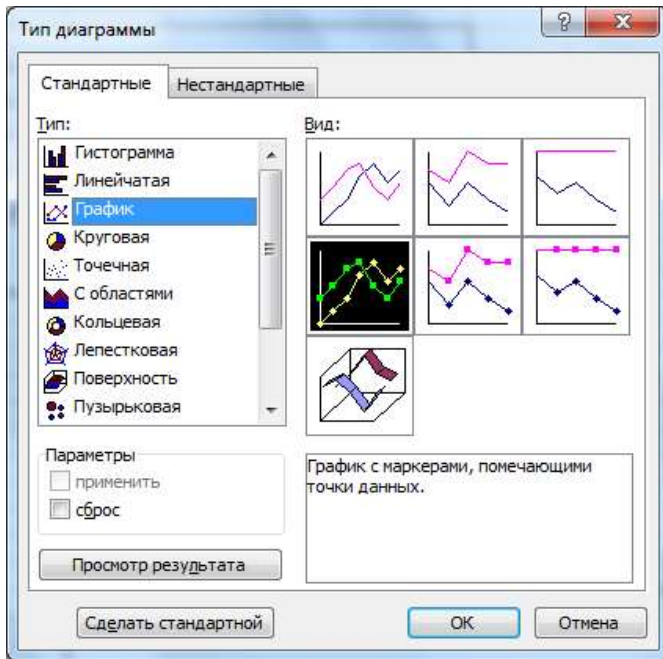 Тип диаграммы
Стандартные
Нестандартные
Тип:
Гистограмма
Линейчатая
График
Круговая
Точечная
С областями
Кольцевая
Лепестковая
Поверхность
Пузырьковая
Вид:
Параметры
применить
сброс
График с маркерами, помечающими
точки данных.
Просмотр результата
Сделать стандартной
ОК
Отмена